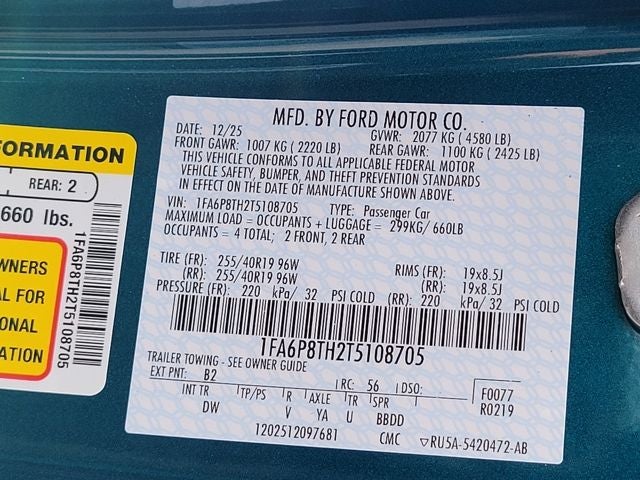 FORMATION
REAR: 2
660 lbs.
WNERS
AL FOR
ONAL
ATION
1FA6P8TH2T5108705
MFD. BY FORD MOTOR CO.
DATE: 12/25 GVWR: 2077 KG ( 4580 LB)
FRONT GAWR: 1007 KG ( 2220 LB) REAR GAWR: 1100 KG ( 2425 LB)
THIS VEHICLE CONFORMS TO ALL APPLICABLE FEDERAL MOTOR
VEHICLE SAFETY, BUMPER, AND THEFT PREVENTION STANDARDS
IN EFFECT ON THE DATE OF MANUFACTURE SHOWN ABOVE.
VIN: 1FA6P8TH2T5108705 TYPE: Passenger Car
MAXIMUM LOAD = OCCUPANTS + LUGGAGE = 299KG/ 660LB
OCCUPANTS = 4 TOTAL; 2 FRONT, 2 REAR
TIRE (FR): 255/40R19 96W RIMS (FR): 19x8.5J
(RR): 255/40R19 96W (RR): 19x8.5J
PRESSURE (FR): 220 kPa/ 32 PSI COLD (RR): 220 kPa/ 32 PSI COLD
1FA6P8TH2T5108705
TRAILER TOWING - SEE OWNER GUIDE
EXT PNT: B2 RC: 56 DSO: F0077
INT TR TP/PS R AXLE TR SPR R0219
DW V YA U BBDD
1202512097681 CMC ▽RU5A-5420472-AB